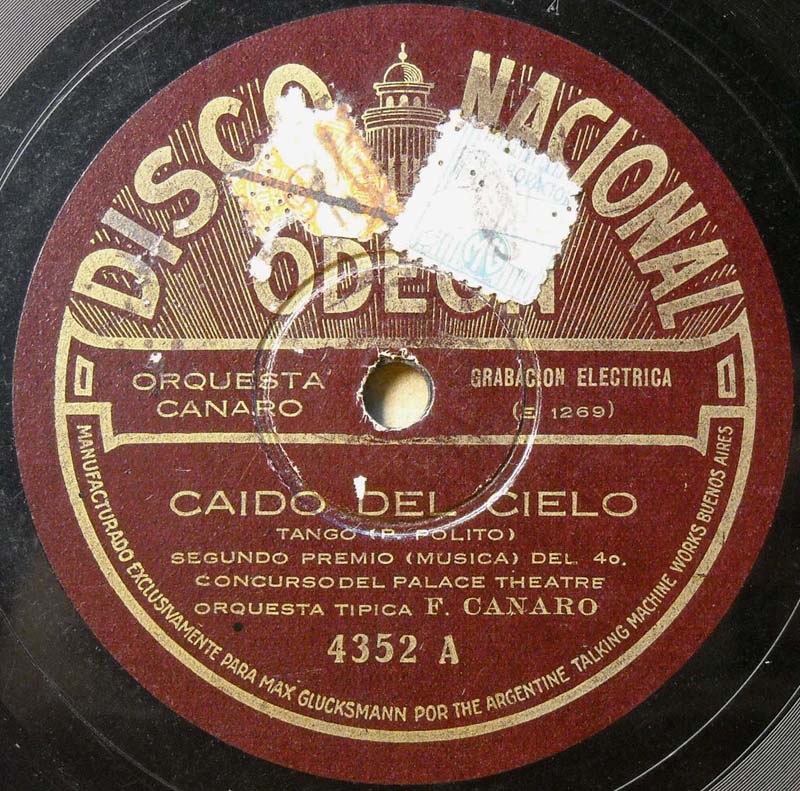 DISCO NACIONAL
ODEON
ORQUESTA
CANARO
GRABACION ELECTRICA
(E 1269)
CAIDO DEL CIELO
TANGO (P. POLITO)
SEGUNDO PREMIO (MUSICA) DEL 4o.
CONCURSO DEL PALACE THEATRE
ORQUESTA TIPICA F. CANARO
4352 A
MANUFACTURADO EXCLUSIVAMENTE PARA MAX GLUCKSMANN POR THE ARGENTINE TALKING MACHINE WORKS BUENOS AIRES